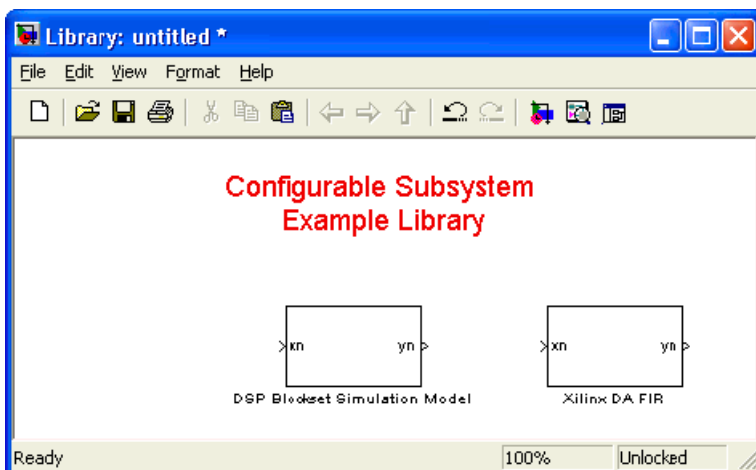 Library: untitled *
File Edit View Format Help
Configurable Subsystem
Example Library
xn yn xn yn
DSP Blockset Simulation Model Xilinx DA FIR
Ready 100% Unlocked